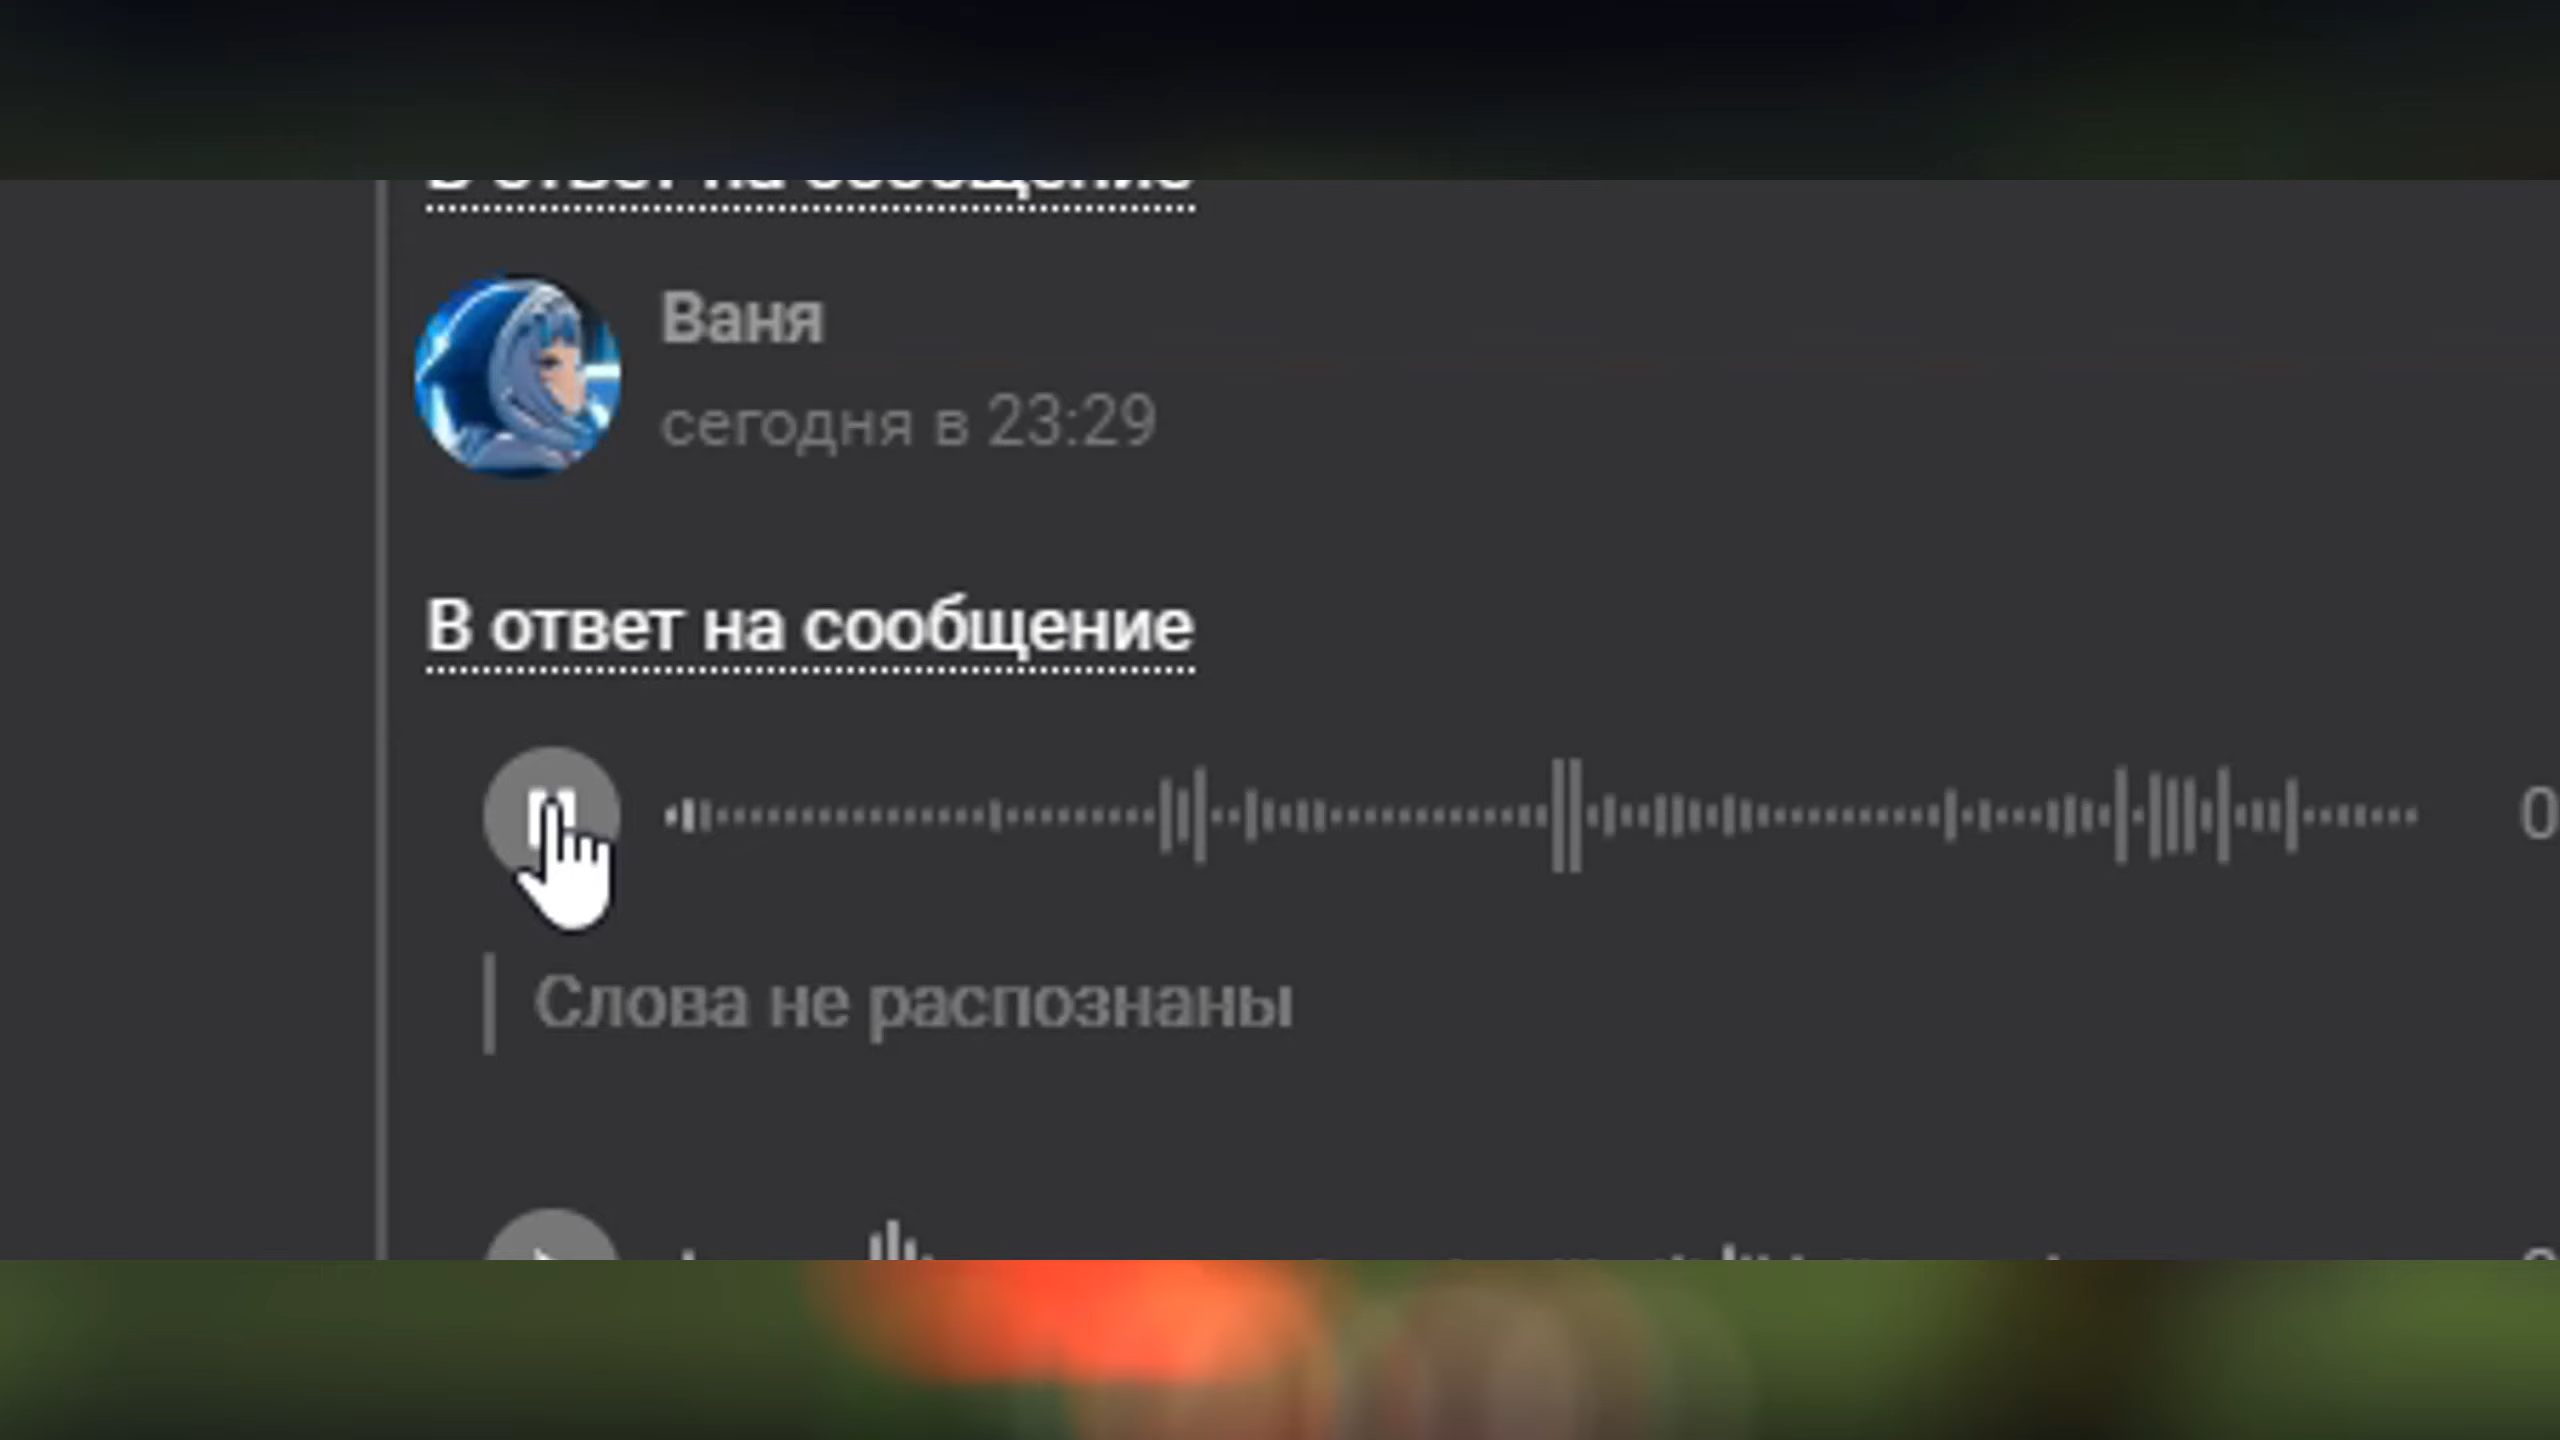 В ответ на сообщение
Ваня
сегодня в 23:29
В ответ на сообщение
Слова не распознаны